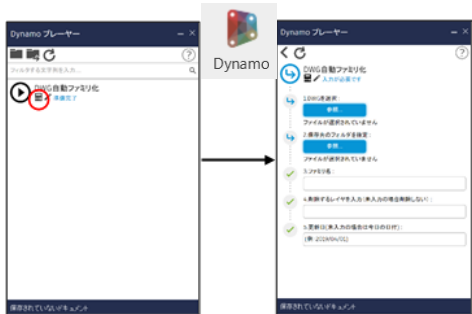 Dynamo プレーヤー
フィルタする文字列を入力...
DWG自動ファミリ化
準備完了
保存されていないドキュメント
Dynamo
Dynamo プレーヤー
DWG自動ファミリ化
入力が必要です
1.DWGを選択:
参照...
ファイルが選択されていません
2.保存先のフォルダを指定:
参照...
ファイルが選択されていません
3.ファミリ名:
4.削除するレイヤを入力(未入力の場合削除しない):
5.更新日(未入力の場合は今日の日付):
(例: 2019/04/01)
保存されていないドキュメント